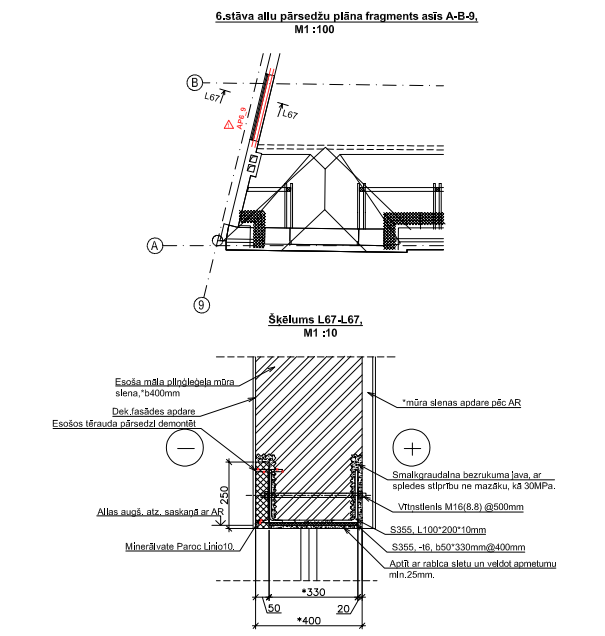 6.stāva aiļu pārsedžu plāna fragments asīs A-B-9,
M1 :100
B
L67
L67
AP6_9
A
9
Šķēlums L67-L67,
M1 :10
Esoša māla pilnķieģeļa mūra
siena,*b400mm
Dek.fasādes apdare
Esošos tērauda pārsedzi demontēt
*mūra sienas apdare pēc AR
Smalkgraudaina bezrukuma java, ar
spiedes stiprību ne mazāku, kā 30MPa.
250
Ailas augš. atz. saskaņā ar AR
Vītņstienis M16(8.8) @500mm
S355, L100*200*10mm
Minerālvate Paroc Linio10,
S355, -t6, b50*330mm@400mm
Aptīt ar rabica sietu un veidot apmetumu
min.25mm.
*330
50
20
*400